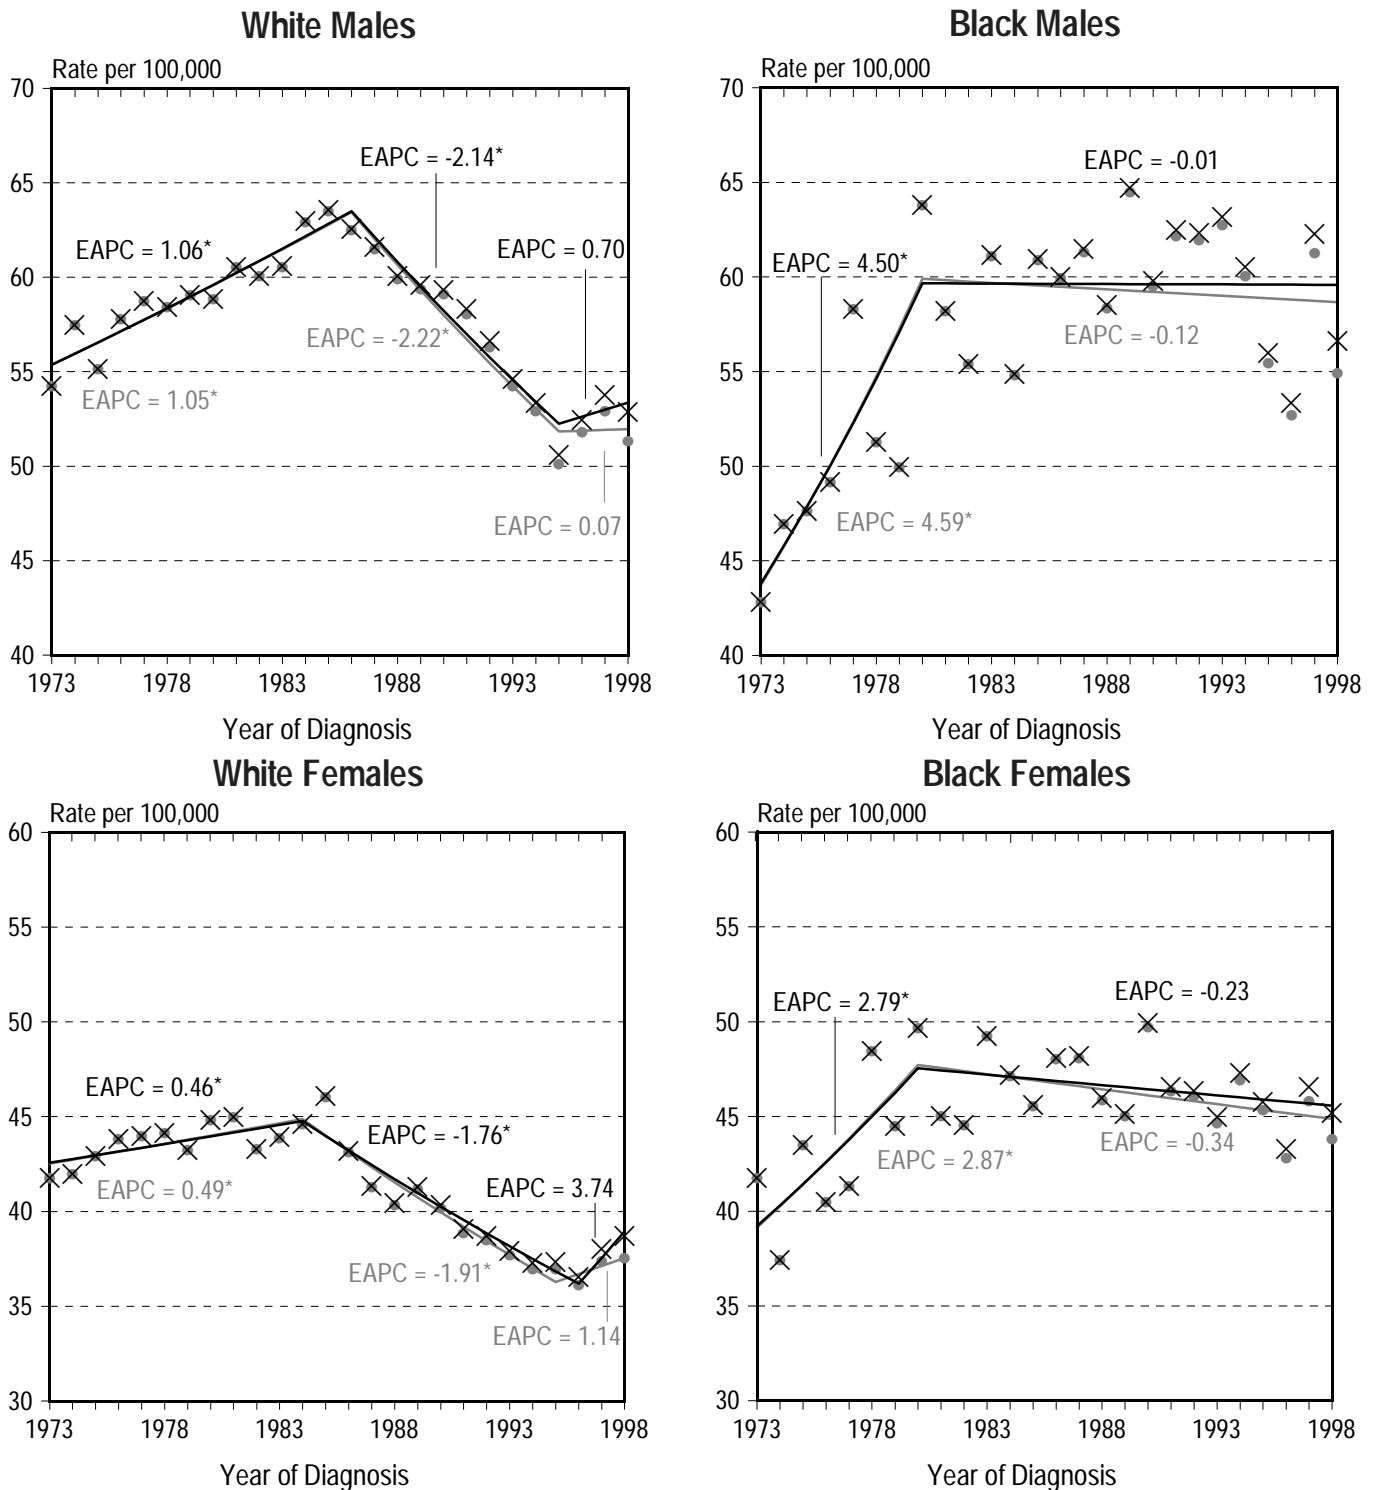 White Males
Rate per 100,000
70
65
60
55
50
45
40
EAPC = -2.14*
EAPC = 1.06*
EAPC = 0.70
EAPC = -2.22*
EAPC = 1.05*
EAPC = 0.07
1973 1978 1983 1988 1993 1998
Year of Diagnosis
Black Males
Rate per 100,000
70
65
60
55
50
45
40
EAPC = -0.01
EAPC = 4.50*
EAPC = -0.12
EAPC = 4.59*
1973 1978 1983 1988 1993 1998
Year of Diagnosis
White Females
Rate per 100,000
60
55
50
45
40
35
30
EAPC = 0.46*
EAPC = -1.76*
EAPC = 0.49*
EAPC = 3.74
EAPC = -1.91*
EAPC = 1.14
1973 1978 1983 1988 1993 1998
Year of Diagnosis
Black Females
Rate per 100,000
60
55
50
45
40
35
30
EAPC = -0.23
EAPC = 2.79*
EAPC = -0.34
EAPC = 2.87*
1973 1978 1983 1988 1993 1998
Year of Diagnosis